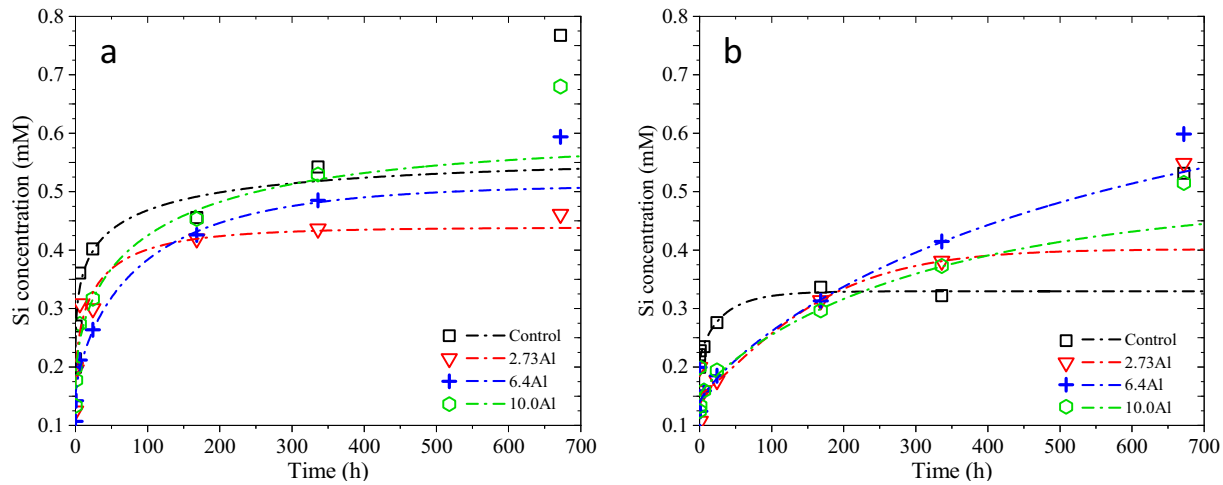 a
Si concentration (mM)
0.8
0.7
0.6
0.5
0.4
0.3
0.2
0.1
0 100 200 300 400 500 600 700
Time (h)
Control
2.73Al
6.4Al
10.0Al
b
Si concentration (mM)
0.8
0.7
0.6
0.5
0.4
0.3
0.2
0.1
0 100 200 300 400 500 600 700
Time (h)
Control
2.73Al
6.4Al
10.0Al